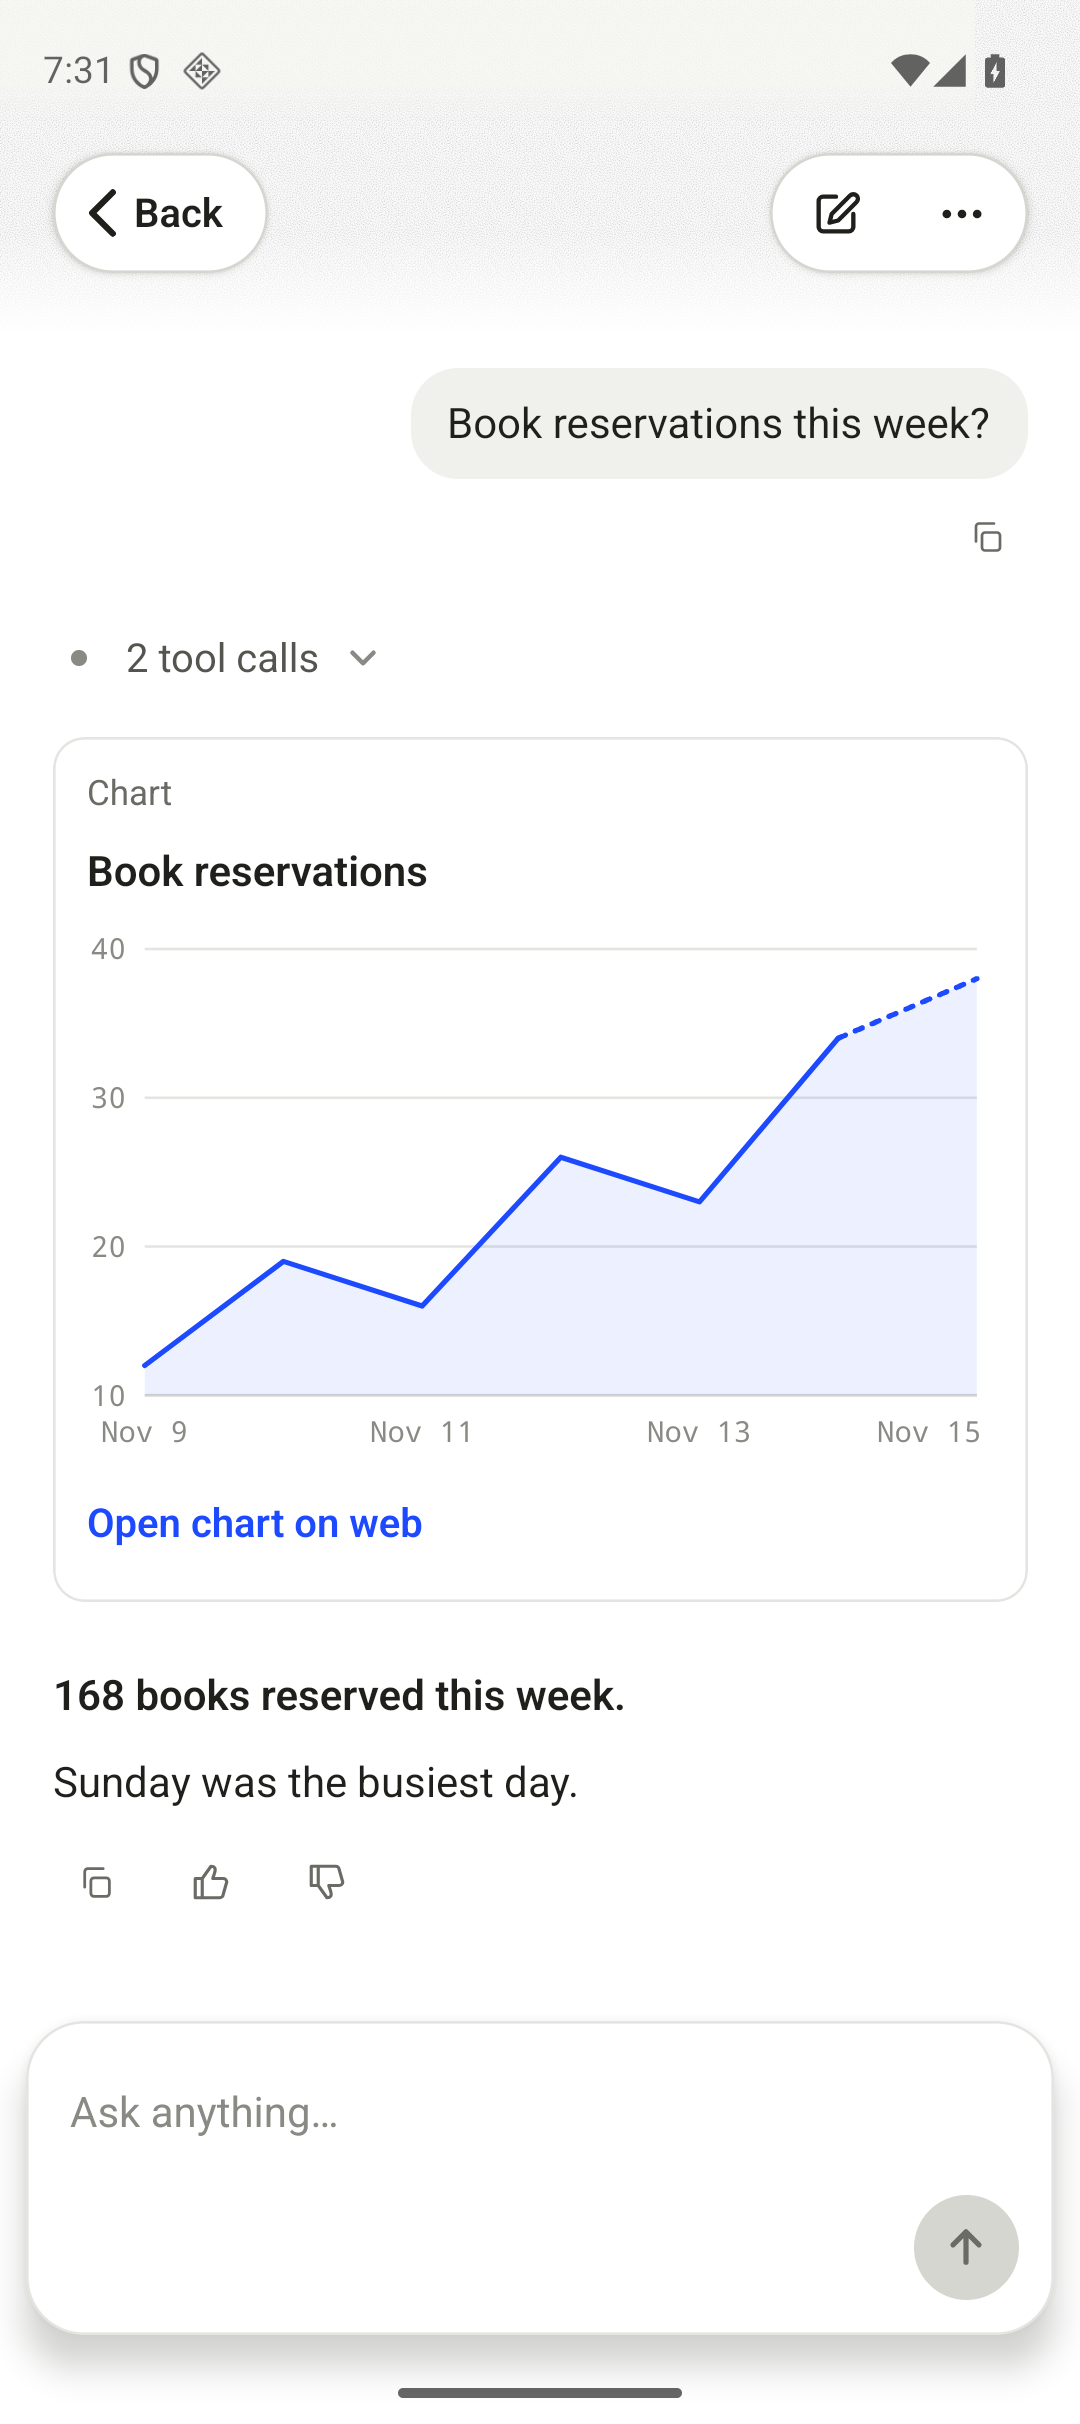 7:31
Back
Book reservations this week?
2 tool calls
Chart
Book reservations
40
30
20
10
Nov 9 Nov 11 Nov 13 Nov 15
Open chart on web
168 books reserved this week.
Sunday was the busiest day.
Ask anything…